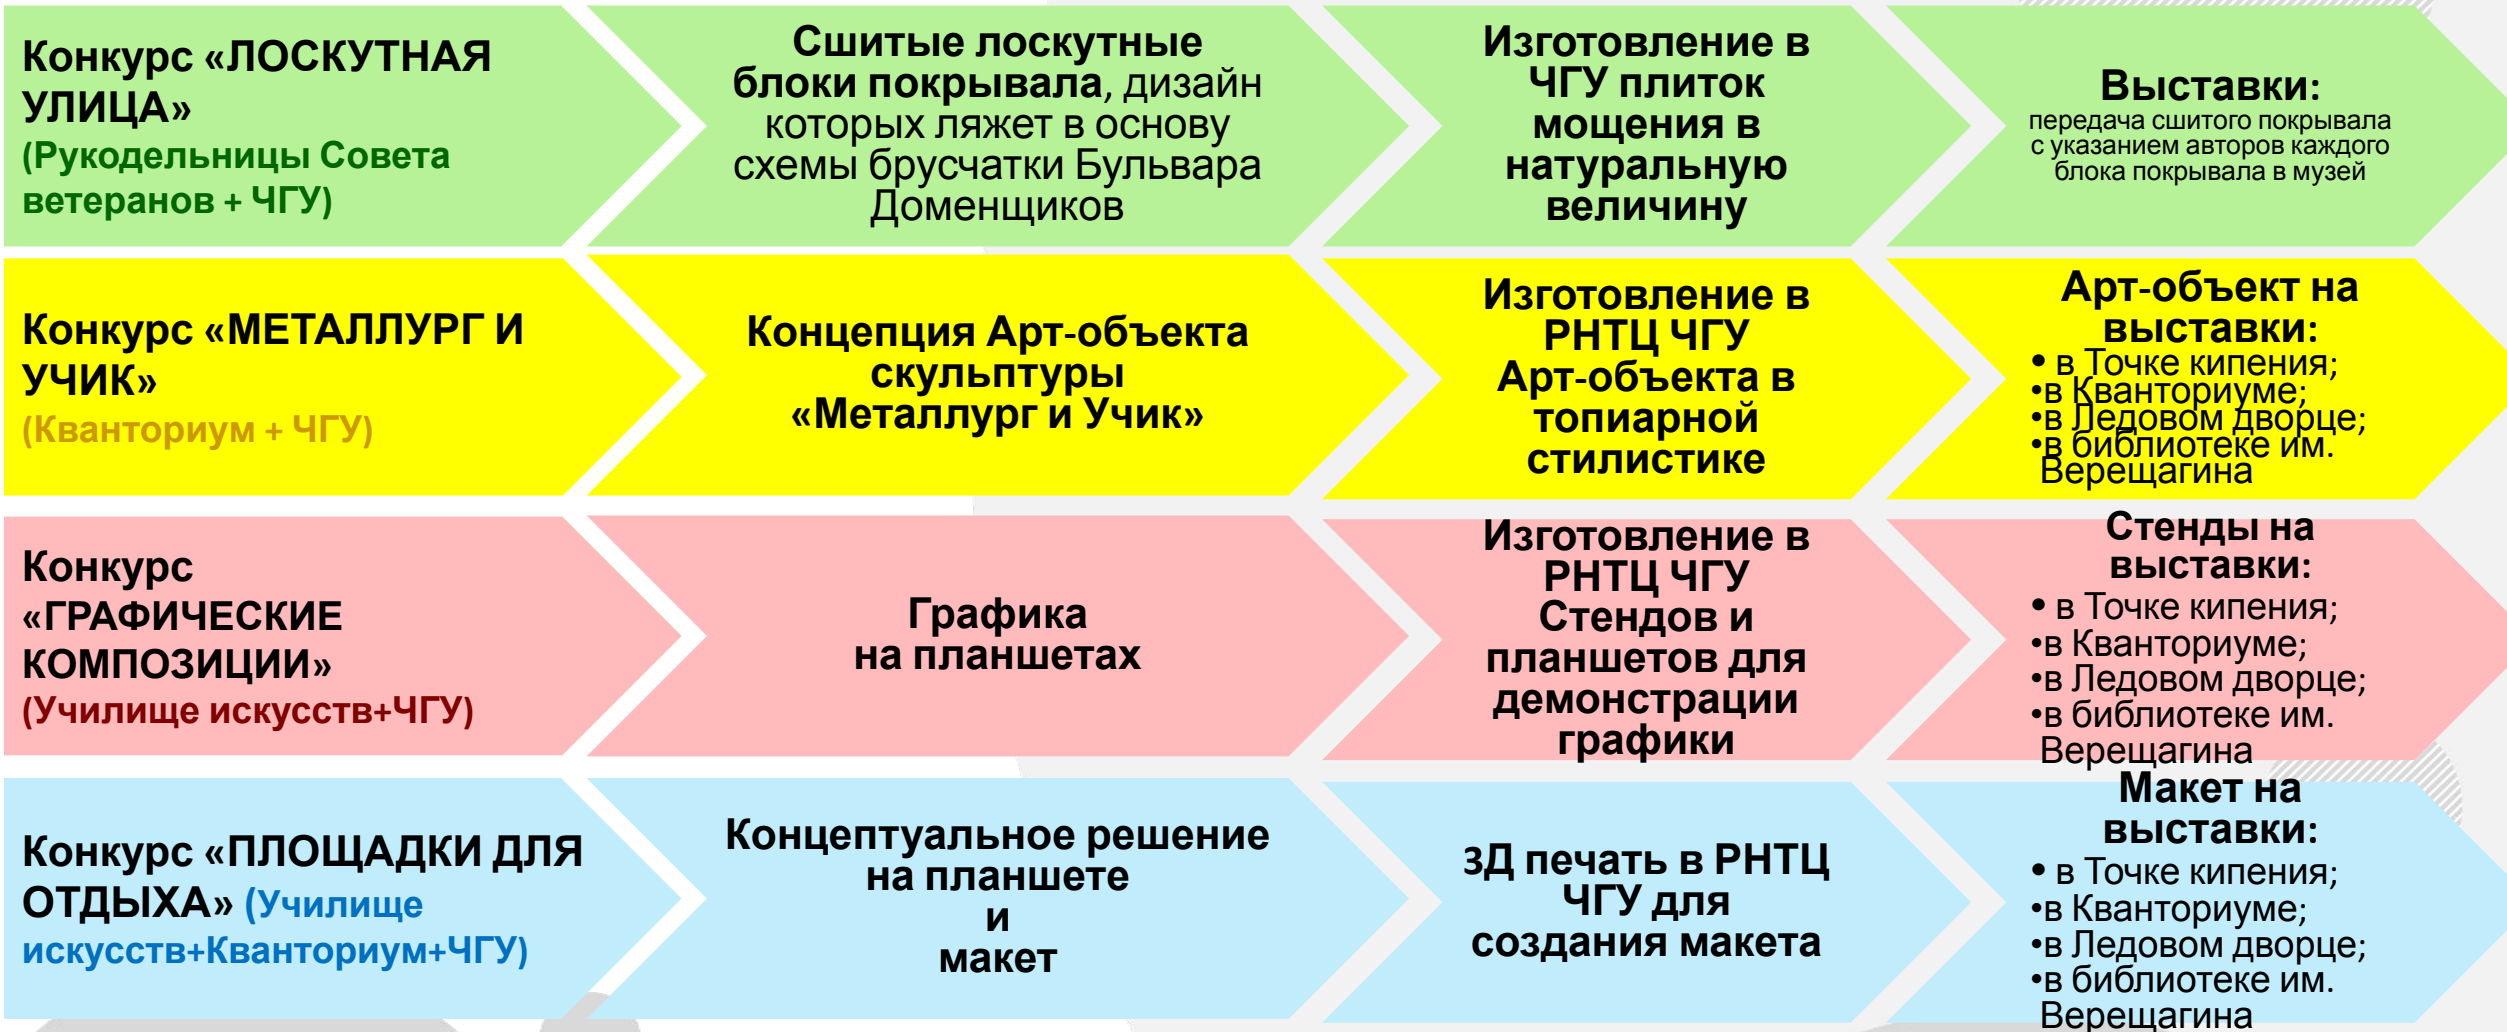 Конкурс «ЛОСКУТНАЯ
УЛИЦА»
(Рукодельницы Совета
ветеранов + ЧГУ)
Сшитые лоскутные
блоки покрывала, дизайн
которых ляжет в основу
схемы брусчатки Бульвара
Доменщиков
Изготовление в
ЧГУ плиток
мощения в
натуральную
величину
Выставки:
передача сшитого покрывала
с указанием авторов каждого
блока покрывала в музей
Конкурс «МЕТАЛЛУРГ И
УЧИК»
(Кванториум + ЧГУ)
Концепция Арт-объекта
скульптуры
«Металлург и Учик»
Изготовление в
РНТЦ ЧГУ
Арт-объекта в
топиарной
стилистике
Арт-объект на
выставки:
• в Точке кипения;
•в Кванториуме;
•в Ледовом дворце;
•в библиотеке им.
Верещагина
Конкурс
«ГРАФИЧЕСКИЕ
КОМПОЗИЦИИ»
(Училище искусств+ЧГУ)
Графика
на планшетах
Изготовление в
РНТЦ ЧГУ
Стендов и
планшетов для
демонстрации
графики
Стенды на
выставки:
• в Точке кипения;
•в Кванториуме;
•в Ледовом дворце;
•в библиотеке им.
Верещагина
Конкурс «ПЛОЩАДКИ ДЛЯ
ОТДЫХА» (Училище
искусств+Кванториум+ЧГУ)
Концептуальное решение
на планшете
и
макет
3Д печать в РНТЦ
ЧГУ для
создания макета
Макет на
выставки:
• в Точке кипения;
•в Кванториуме;
•в Ледовом дворце;
•в библиотеке им.
Верещагина